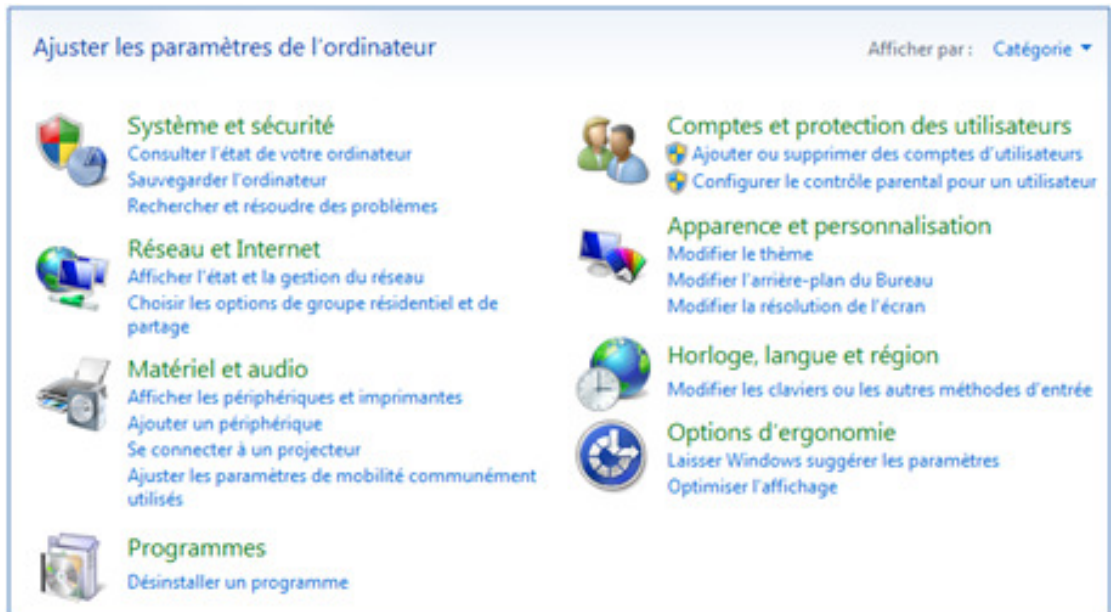 Ajuster les paramètres de l'ordinateur
Afficher par : Catégorie
Système et sécurité
Consulter l'état de votre ordinateur
Sauvegarder l'ordinateur
Rechercher et résoudre des problèmes
Réseau et Internet
Afficher l'état et la gestion du réseau
Choisir les options de groupe résidentiel et de
partage
Matériel et audio
Afficher les périphériques et imprimantes
Ajouter un périphérique
Se connecter à un projecteur
Ajuster les paramètres de mobilité communément
utilisés
Programmes
Désinstaller un programme
Comptes et protection des utilisateurs
Ajouter ou supprimer des comptes d'utilisateurs
Configurer le contrôle parental pour un utilisateur
Apparence et personnalisation
Modifier le thème
Modifier l'arrière-plan du Bureau
Modifier la résolution de l'écran
Horloge, langue et région
Modifier les claviers ou les autres méthodes d'entrée
Options d'ergonomie
Laisser Windows suggérer les paramètres
Optimiser l'affichage